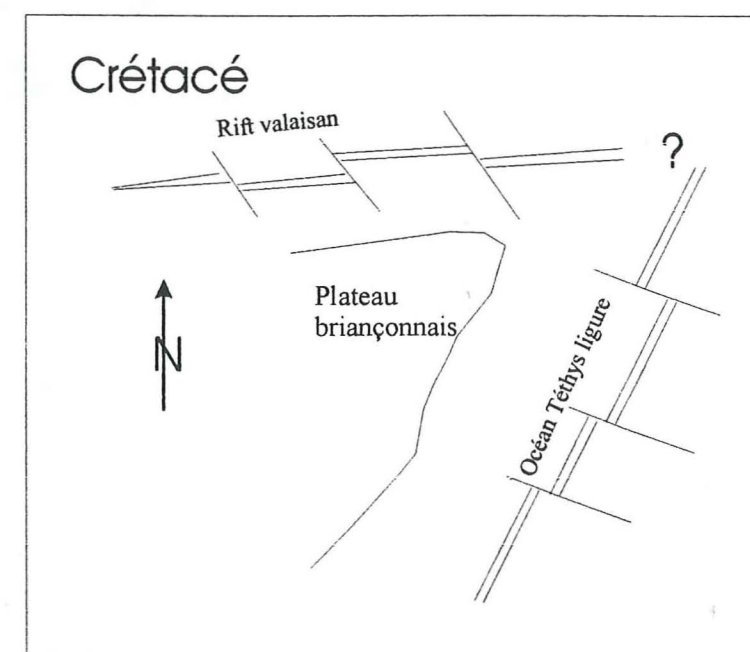 Crétacé
Rift valaisan
?
Plateau
briançonnais
N
Océan Téthys ligure